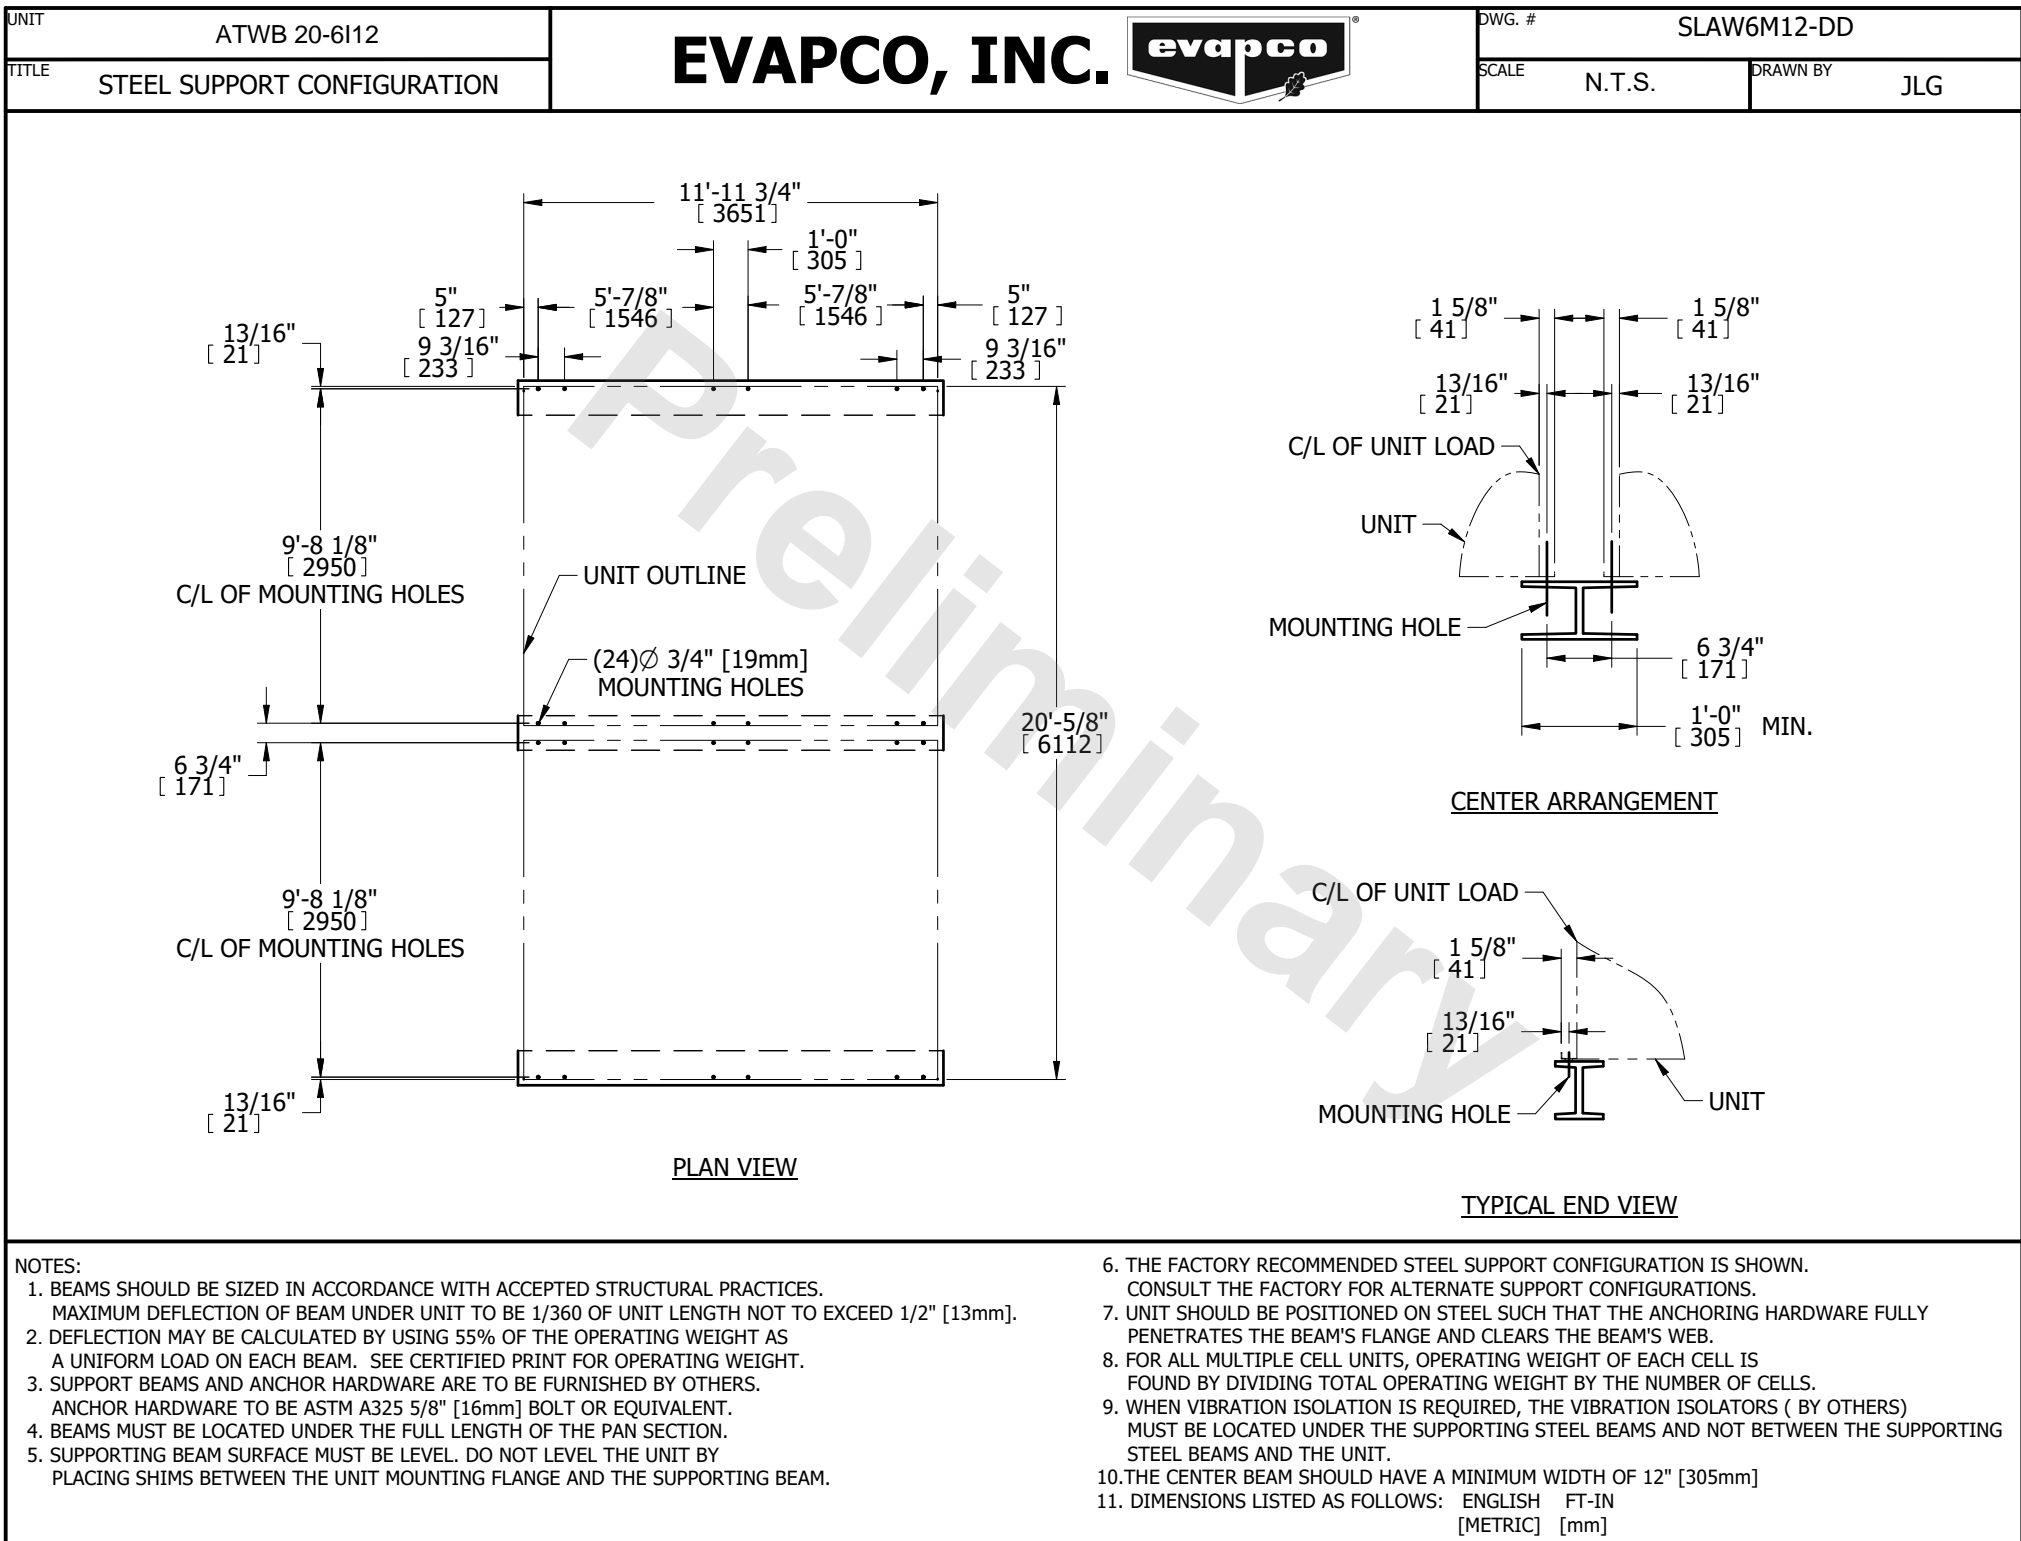 UNIT
ATWB 20-6I12
TITLE
STEEL SUPPORT CONFIGURATION
EVAPCO, INC.
evapco
®
DWG. #
SLAW6M12-DD
SCALE
N.T.S.
DRAWN BY
JLG
11'-11 3/4"
[ 3651]
1'-0"
[ 305 ]
5"
[ 127]
5'-7/8"
[ 1546 ]
5'-7/8"
[ 1546 ]
5"
[ 127 ]
13/16"
[ 21]
9 3/16"
[ 233 ]
9 3/16"
[ 233 ]
9'-8 1/8"
[ 2950]
C/L OF MOUNTING HOLES
UNIT OUTLINE
(24)∅ 3/4" [19mm]
MOUNTING HOLES
6 3/4"
[ 171]
20'-5/8"
[ 6112]
9'-8 1/8"
[ 2950]
C/L OF MOUNTING HOLES
13/16"
[ 21]
PLAN VIEW
1 5/8"
[ 41]
1 5/8"
[ 41]
13/16"
[ 21]
13/16"
[ 21]
C/L OF UNIT LOAD
UNIT
MOUNTING HOLE
6 3/4"
[ 171]
1'-0"
[ 305] MIN.
CENTER ARRANGEMENT
C/L OF UNIT LOAD
1 5/8"
[ 41]
13/16"
[ 21]
MOUNTING HOLE
UNIT
TYPICAL END VIEW
Preliminary
NOTES:
1. BEAMS SHOULD BE SIZED IN ACCORDANCE WITH ACCEPTED STRUCTURAL PRACTICES.
MAXIMUM DEFLECTION OF BEAM UNDER UNIT TO BE 1/360 OF UNIT LENGTH NOT TO EXCEED 1/2" [13mm].
2. DEFLECTION MAY BE CALCULATED BY USING 55% OF THE OPERATING WEIGHT AS
A UNIFORM LOAD ON EACH BEAM. SEE CERTIFIED PRINT FOR OPERATING WEIGHT.
3. SUPPORT BEAMS AND ANCHOR HARDWARE ARE TO BE FURNISHED BY OTHERS.
ANCHOR HARDWARE TO BE ASTM A325 5/8" [16mm] BOLT OR EQUIVALENT.
4. BEAMS MUST BE LOCATED UNDER THE FULL LENGTH OF THE PAN SECTION.
5. SUPPORTING BEAM SURFACE MUST BE LEVEL. DO NOT LEVEL THE UNIT BY
PLACING SHIMS BETWEEN THE UNIT MOUNTING FLANGE AND THE SUPPORTING BEAM.
6. THE FACTORY RECOMMENDED STEEL SUPPORT CONFIGURATION IS SHOWN.
CONSULT THE FACTORY FOR ALTERNATE SUPPORT CONFIGURATIONS.
7. UNIT SHOULD BE POSITIONED ON STEEL SUCH THAT THE ANCHORING HARDWARE FULLY
PENETRATES THE BEAM'S FLANGE AND CLEARS THE BEAM'S WEB.
8. FOR ALL MULTIPLE CELL UNITS, OPERATING WEIGHT OF EACH CELL IS
FOUND BY DIVIDING TOTAL OPERATING WEIGHT BY THE NUMBER OF CELLS.
9. WHEN VIBRATION ISOLATION IS REQUIRED, THE VIBRATION ISOLATORS ( BY OTHERS)
MUST BE LOCATED UNDER THE SUPPORTING STEEL BEAMS AND NOT BETWEEN THE SUPPORTING
STEEL BEAMS AND THE UNIT.
10.THE CENTER BEAM SHOULD HAVE A MINIMUM WIDTH OF 12" [305mm]
11. DIMENSIONS LISTED AS FOLLOWS: ENGLISH FT-IN
[METRIC] [mm]